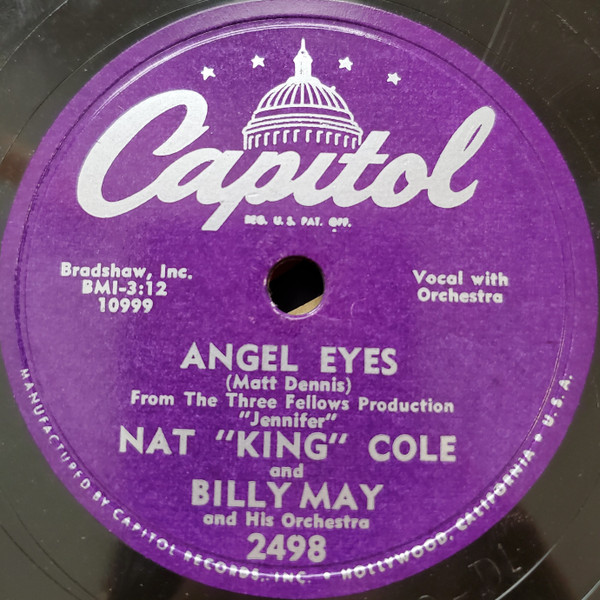 Capitol
REG. U.S. PAT. OFF.
Bradshaw, Inc.
BMI-3:12
10999
Vocal with
Orchestra
ANGEL EYES
(Matt Dennis)
From The Three Fellows Production
"Jennifer"
NAT "KING" COLE
and
BILLY MAY
and His Orchestra
2498
MANUFACTURED BY CAPITOL RECORDS, INC. • HOLLYWOOD, CALIFORNIA • U.S.A.